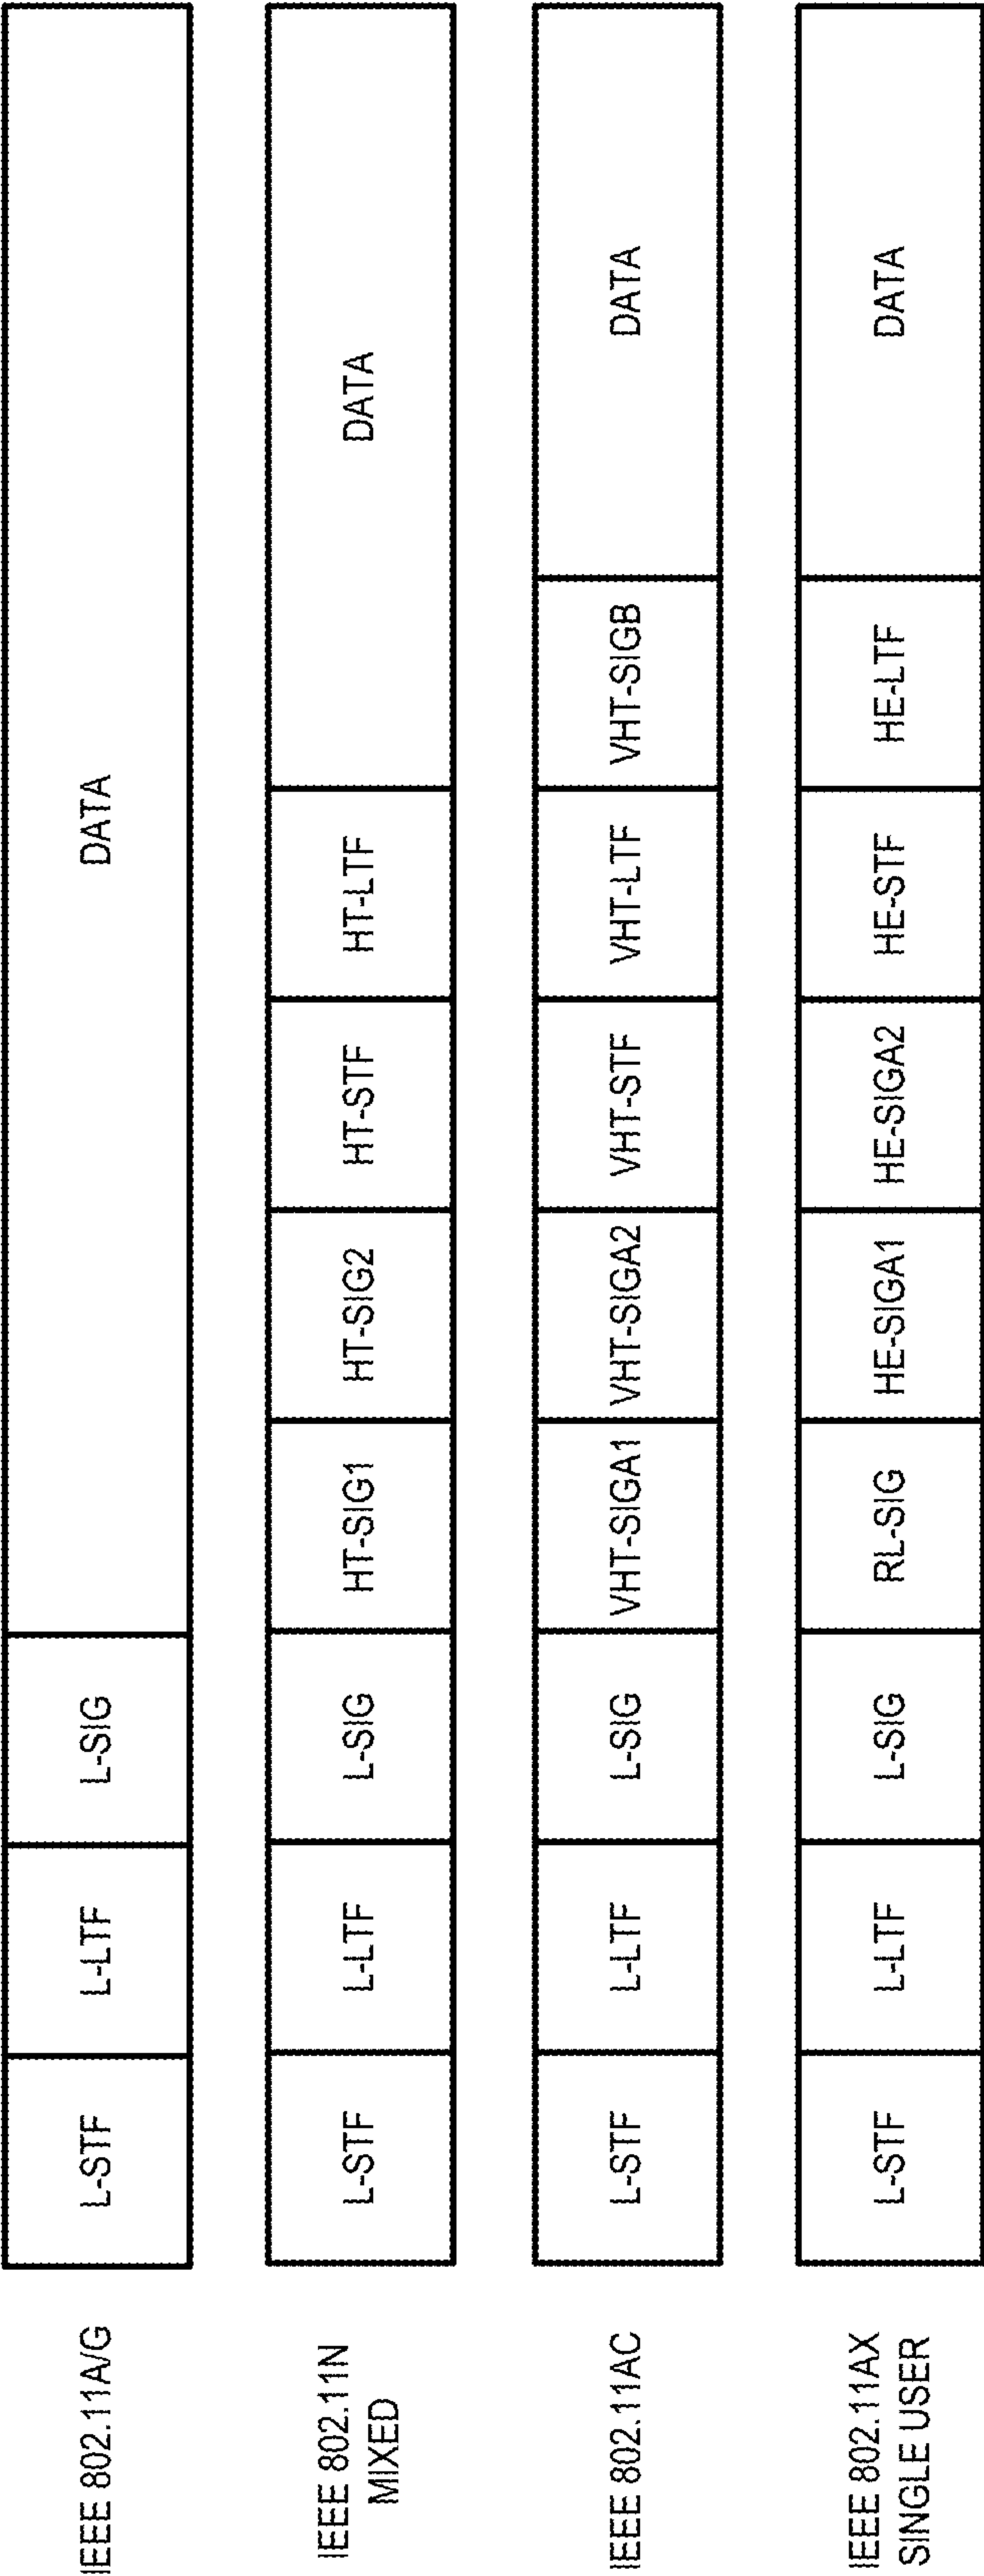 IEEE 802.11A/G
L-STF
L-LTF
L-SIG
DATA
IEEE 802.11N
MIXED
L-STF
L-LTF
L-SIG
HT-SIG1
HT-SIG2
HT-STF
HT-LTF
DATA
IEEE 802.11AC
L-STF
L-LTF
L-SIG
VHT-SIGA1
VHT-SIGA2
VHT-STF
VHT-LTF
VHT-SIGB
DATA
IEEE 802.11AX
SINGLE USER
L-STF
L-LTF
L-SIG
RL-SIG
HE-SIGA1
HE-SIGA2
HE-STF
HE-LTF
DATA